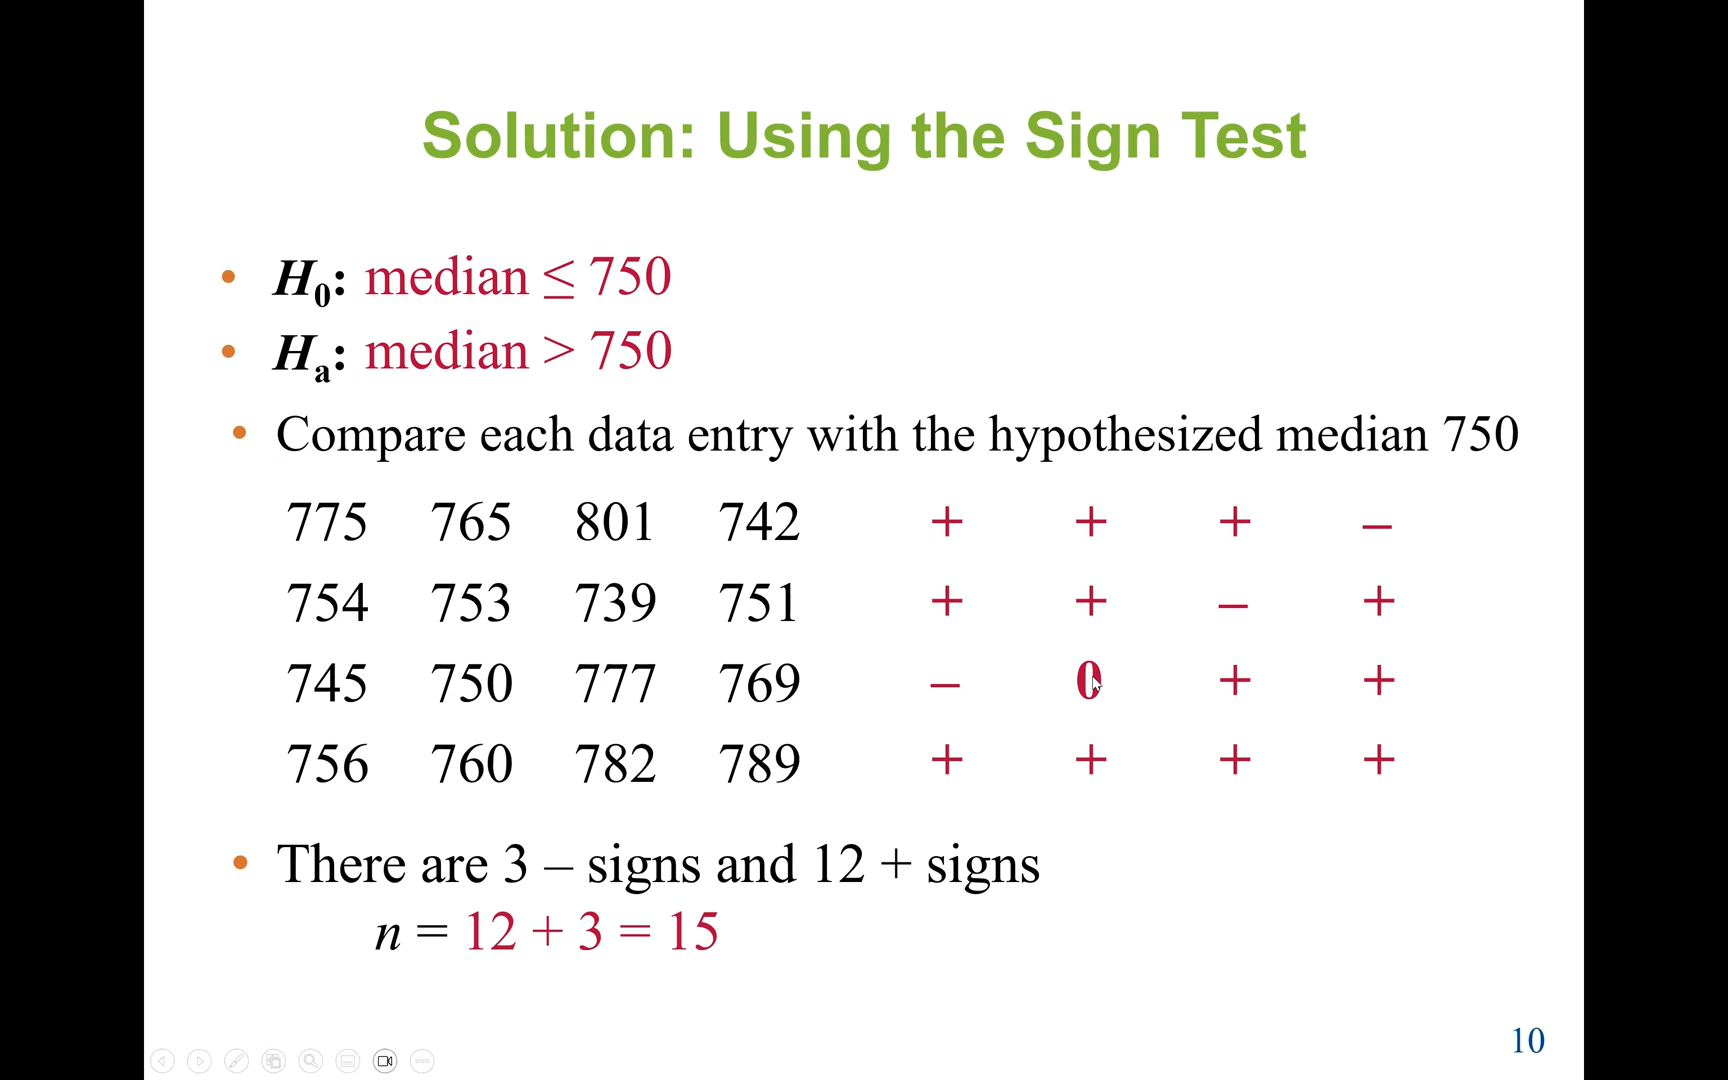 Solution: Using the Sign Test
• H₀: median ≤ 750
• Hₐ: median > 750
• Compare each data entry with the hypothesized median 750
775 765 801 742 + + + –
754 753 739 751 + + – +
745 750 777 769 – 0 + +
756 760 782 789 + + + +
• There are 3 – signs and 12 + signs
n = 12 + 3 = 15
10